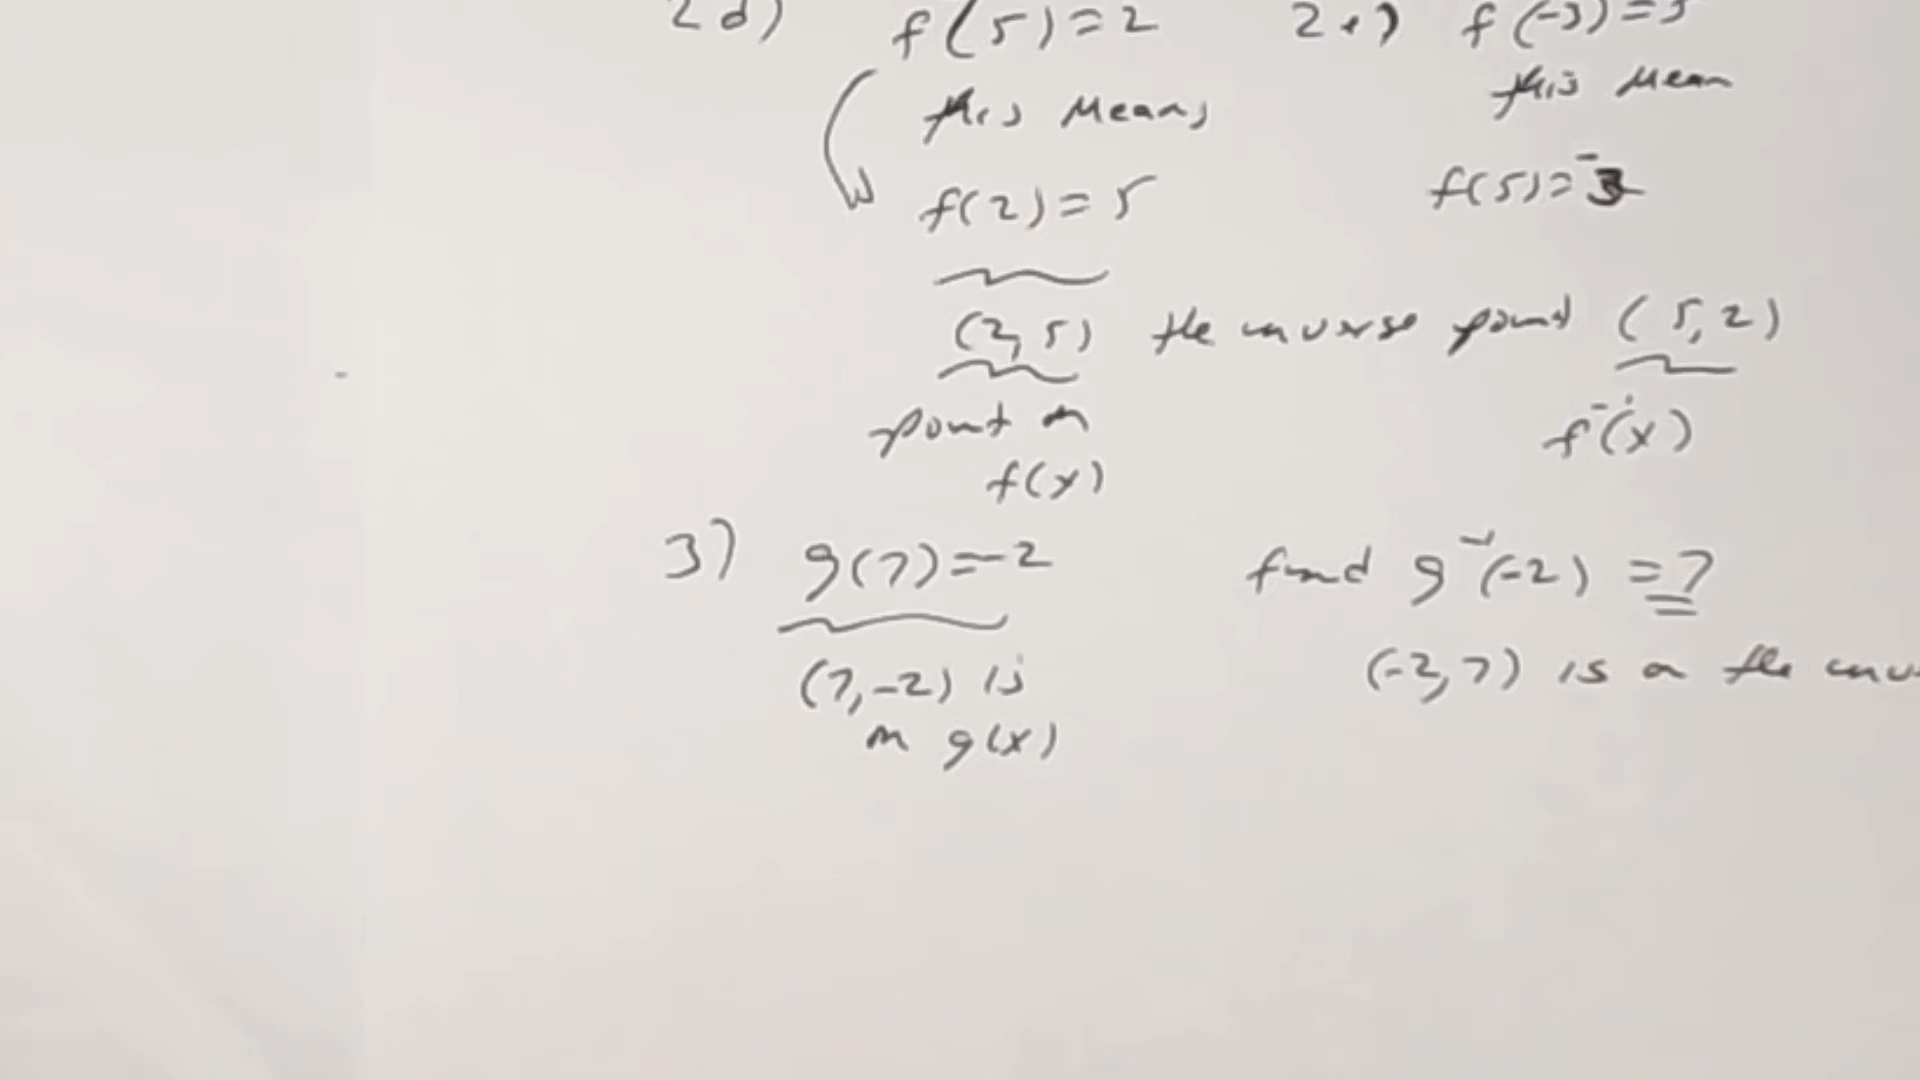 2d) f(5)=2 2e) f(-3)=5
this means this mean
f(2)=5 f(5)=-3
(2,5) the inverse point (5,2)
point on f⁻¹(x)
f(x)
3) g(7)=-2 find g⁻¹(-2) =7
(7,-2) is (-2,7) is on the inv
on g(x)